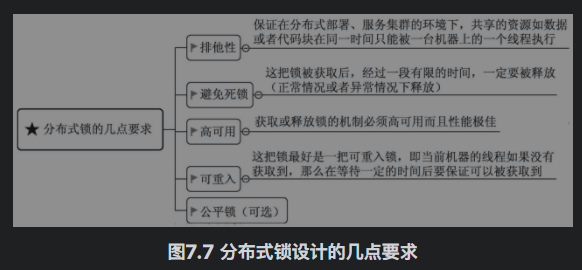 保证在分布式部署、服务集群的环境下，共享的资源如数据
或者代码块在同一时间只能被一台机器上的一个线程执行
排他性
这把锁被获取后，经过一段有限的时间，一定要被释放
（正常情况或者异常情况下释放）
避免死锁
★ 分布式锁的几点要求
高可用
获取或释放锁的机制必须高可用而且性能极佳
这把锁最好是一把可重入锁，即当前机器的线程如果没有
获取到，那么在等待一定的时间后要保证可以被获取到
可重入
公平锁（可选）
图7.7 分布式锁设计的几点要求